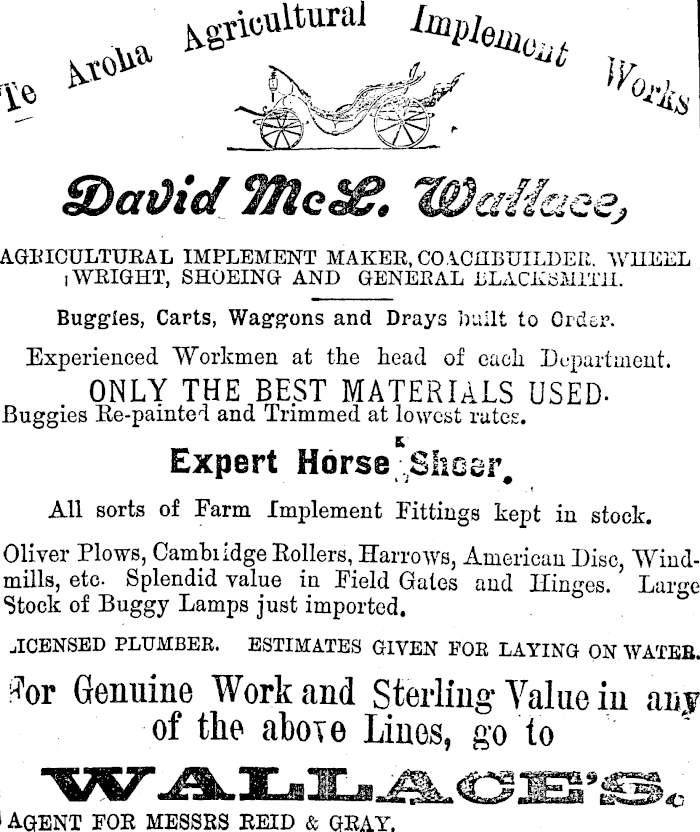 Te Aroha Agricultural Implement Works
David McL. Wallace,
AGRICULTURAL IMPLEMENT MAKER, COACHBUILDER, WHEEL
WRIGHT, SHOEING AND GENERAL BLACKSMITH.
Buggies, Carts, Waggons and Drays built to Order.
Experienced Workmen at the head of each Department.
ONLY THE BEST MATERIALS USED.
Buggies Re-painted and Trimmed at lowest rates.
Expert Horse Shoer.
All sorts of Farm Implement Fittings kept in stock.
Oliver Plows, Cambridge Rollers, Harrows, American Disc, Wind-
mills, etc. Splendid value in Field Gates and Hinges. Large
Stock of Buggy Lamps just imported.
LICENSED PLUMBER. ESTIMATES GIVEN FOR LAYING ON WATER.
For Genuine Work and Sterling Value in any
of the above Lines, go to
WALLACE'S.
AGENT FOR MESSRS REID & GRAY.